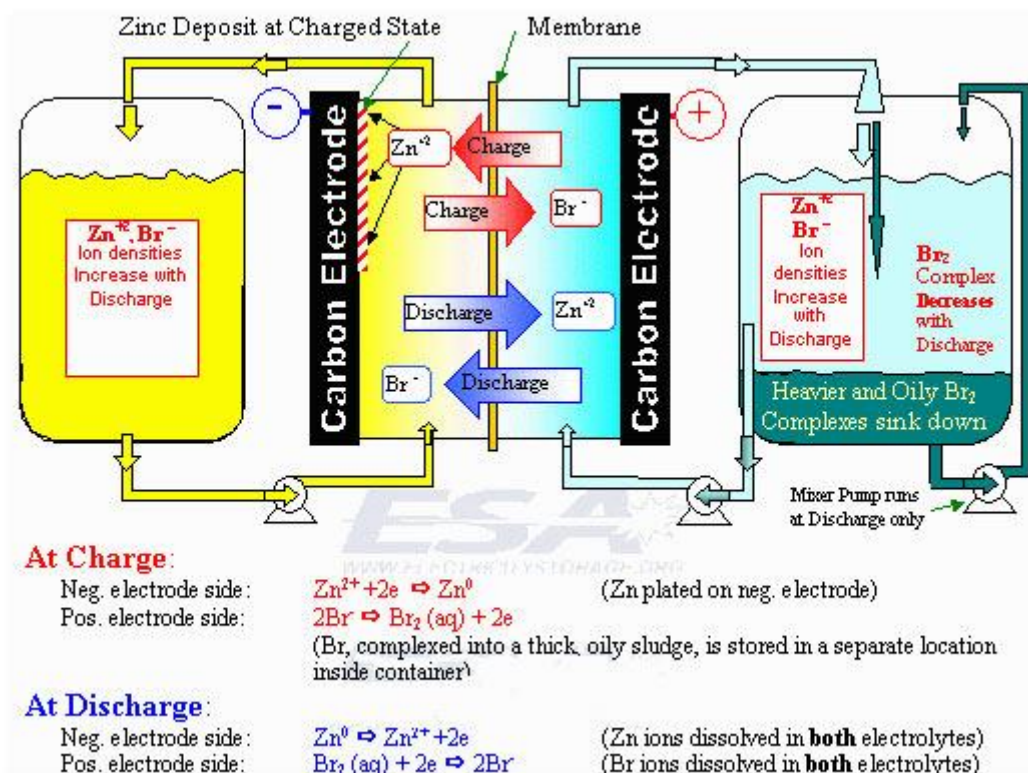 Zinc Deposit at Charged State
Membrane
-
+
Carbon Electrode
Carbon Electrode
Zn⁺²
Charge
Charge
Br⁻
Discharge
Zn⁺²
Br⁻
Discharge
Zn⁺², Br⁻
Ion densities
Increase with
Discharge
Zn⁺²
Br⁻
Ion
densities
Increase
with
Discharge
Br₂
Complex
Decreases
with
Discharge
Heavier and Oily Br₂
Complexes sink down
Mixer Pump runs
at Discharge only
ESA
WWW.ELECTRICITYSTORAGE.ORG
At Charge:
Neg. electrode side: Zn²⁺ +2e ⇨ Zn⁰ (Zn plated on neg. electrode)
Pos. electrode side: 2Br⁻ ⇨ Br₂ (aq) + 2e
(Br, complexed into a thick, oily sludge, is stored in a separate location
inside container)
At Discharge:
Neg. electrode side: Zn⁰ ⇨ Zn²⁺ +2e (Zn ions dissolved in both electrolytes)
Pos. electrode side: Br₂ (aq) + 2e ⇨ 2Br⁻ (Br ions dissolved in both electrolytes)